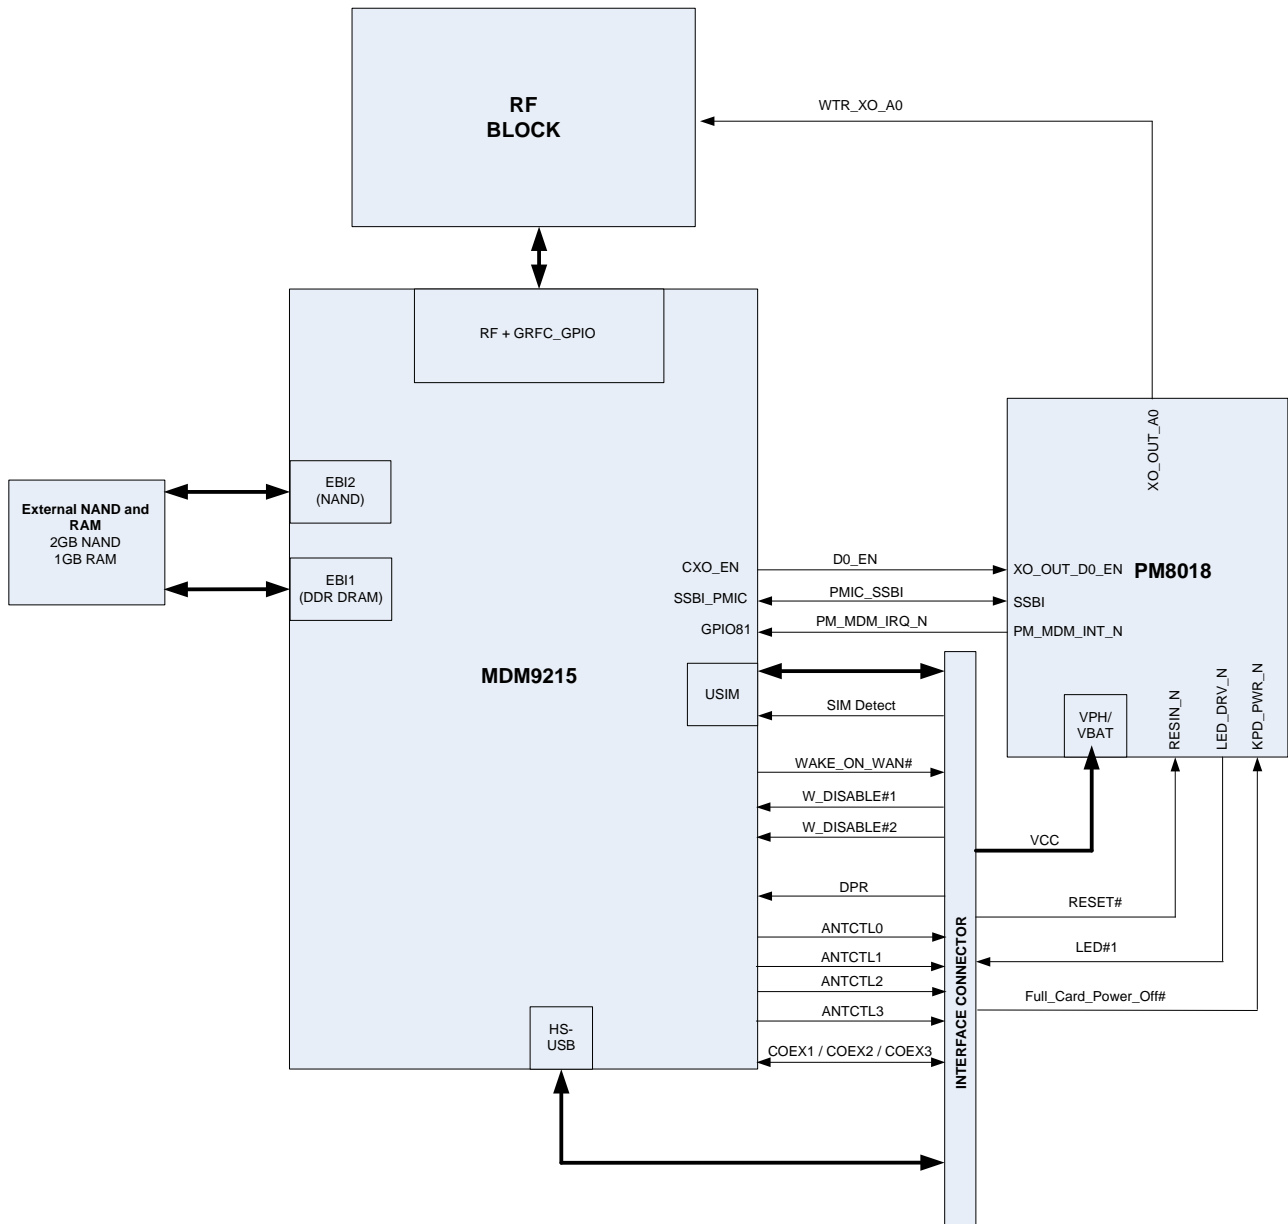 RF
BLOCK
WTR_XO_A0
RF + GRFC_GPIO
XO_OUT_A0
EBI2
(NAND)
External NAND and
RAM
2GB NAND
1GB RAM
EBI1
(DDR DRAM)
CXO_EN
D0_EN
XO_OUT_D0_EN
PM8018
SSBI_PMIC
PMIC_SSBI
SSBI
GPIO81
PM_MDM_IRQ_N
PM_MDM_INT_N
MDM9215
USIM
SIM Detect
VPH/
VBAT
RESIN_N
LED_DRV_N
KPD_PWR_N
WAKE_ON_WAN#
W_DISABLE#1
W_DISABLE#2
VCC
DPR
RESET#
ANTCTL0
ANTCTL1
LED#1
ANTCTL2
Full_Card_Power_Off#
ANTCTL3
HS-
USB
COEX1 / COEX2 / COEX3
INTERFACE CONNECTOR